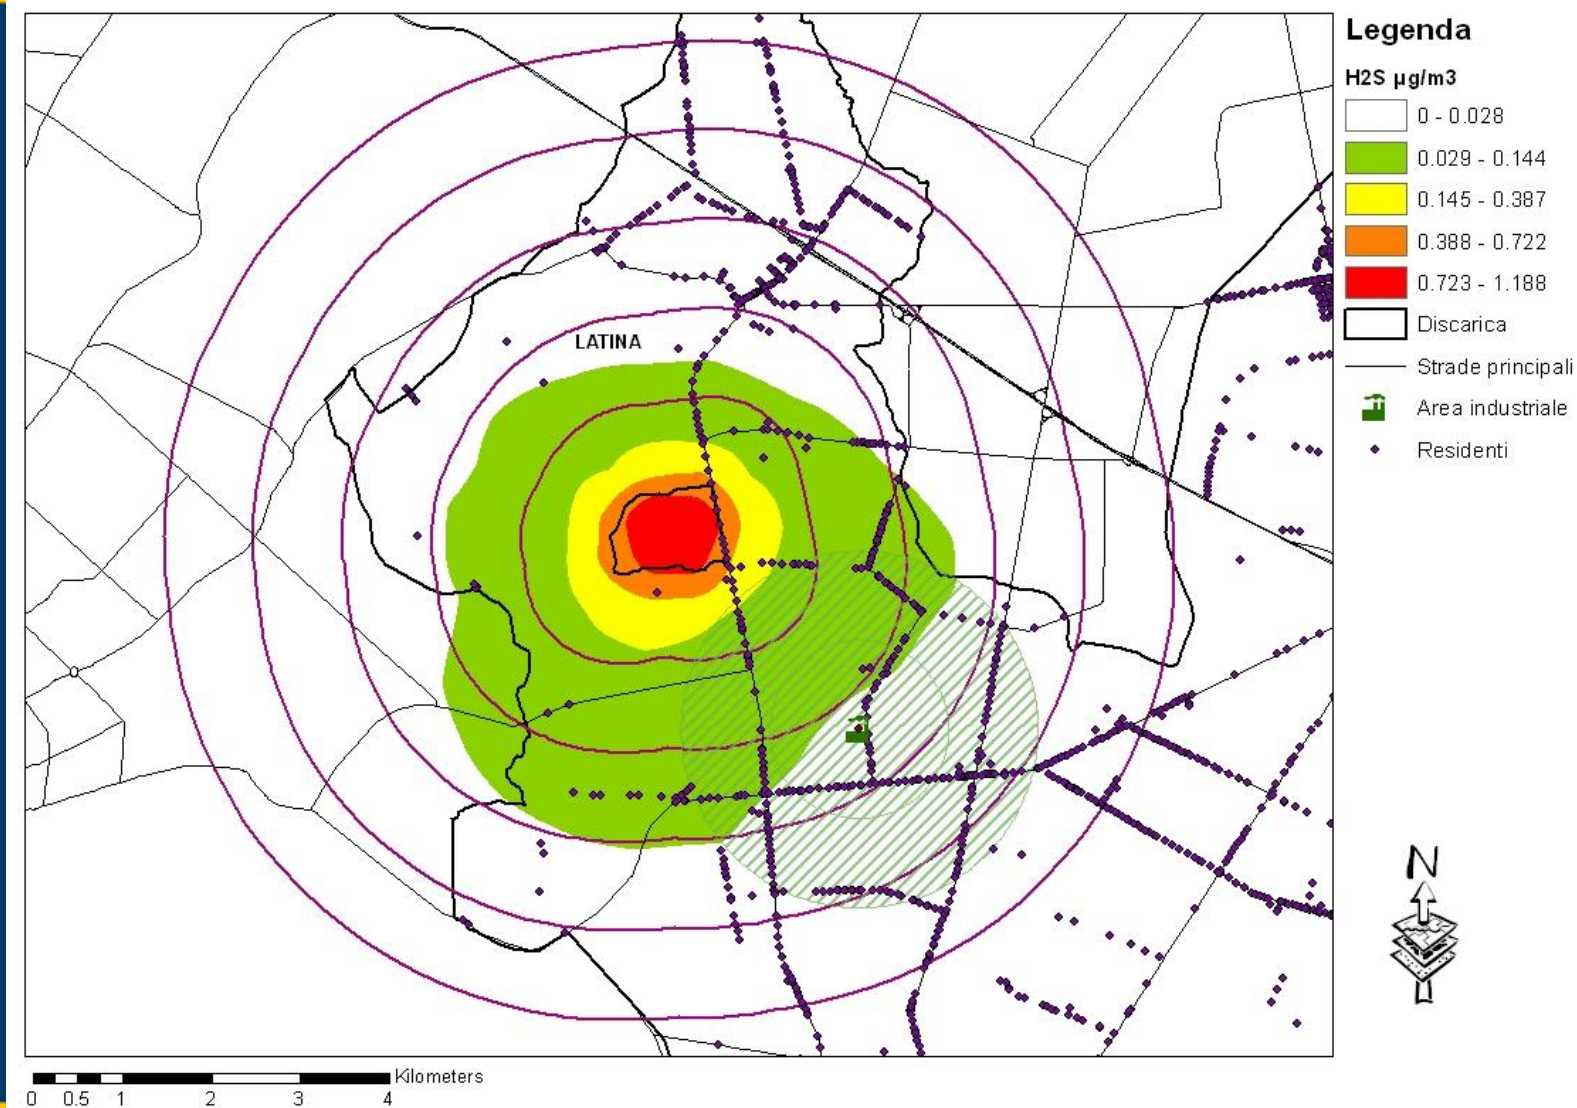 LATINA
Legenda
H2S µg/m3
0 - 0.028
0.029 - 0.144
0.145 - 0.387
0.388 - 0.722
0.723 - 1.188
Discarica
Strade principali
Area industriale
Residenti
N
Kilometers
0 0.5 1 2 3 4